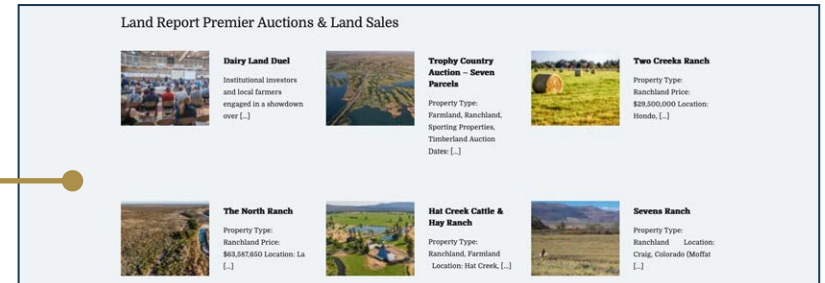 Land Report Premier Auctions & Land Sales
Dairy Land Duel
Institutional investors
and local farmers
engaged in a showdown
over [...]
Trophy Country
Auction – Seven
Parcels
Property Type:
Farmland, Ranchland,
Sporting Properties,
Timberland Auction
Dates: [...]
Two Creeks Ranch
Property Type:
Ranchland Price:
$29,500,000 Location:
Hondo, [...]
The North Ranch
Property Type:
Ranchland Price:
$63,587,650 Location: La
[...]
Hat Creek Cattle &
Hay Ranch
Property Type:
Ranchland, Farmland
Location: Hat Creek, [...]
Sevens Ranch
Property Type:
Ranchland Location:
Craig, Colorado (Moffat
[...]